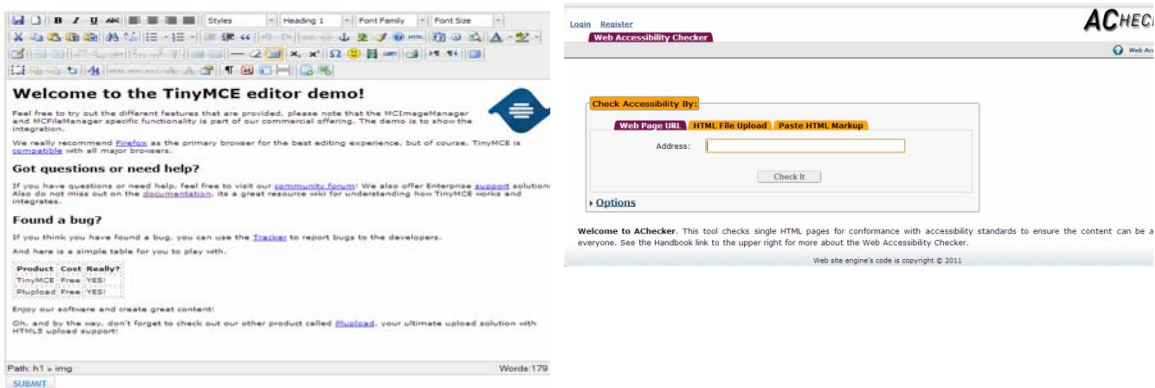 B I U ABC Styles Heading 1 Font Family Font Size
HTML
Welcome to the TinyMCE editor demo!
Feel free to try out the different features that are provided, please note that the MCImageManager
and MCFileManager specific functionality is part of our commercial offering. The demo is to show the
integration.
We really recommend Firefox as the primary browser for the best editing experience, but of course, TinyMCE is
compatible with all major browsers.
Got questions or need help?
If you have questions or need help, feel free to visit our community forum! We also offer Enterprise support solution
Also do not miss out on the documentation, its a great resource wiki for understanding how TinyMCE works and
integrates.
Found a bug?
If you think you have found a bug, you can use the Tracker to report bugs to the developers.
And here is a simple table for you to play with.
Product Cost Really?
TinyMCE Free YES!
Plupload Free YES!
Enjoy our software and create great content!
Oh, and by the way, don't forget to check out our other product called Plupload, your ultimate upload solution with
HTML5 upload support!
Path: h1 » img Words:179
SUBMIT
ACHEC
Login Register
Web Accessibility Checker
Web Ac
Check Accessibility By:
Web Page URL HTML File Upload Paste HTML Markup
Address:
Check It
Options
Welcome to AChecker. This tool checks single HTML pages for conformance with accessibility standards to ensure the content can be a
everyone. See the Handbook link to the upper right for more about the Web Accessibility Checker.
Web site engine's code is copyright © 2011